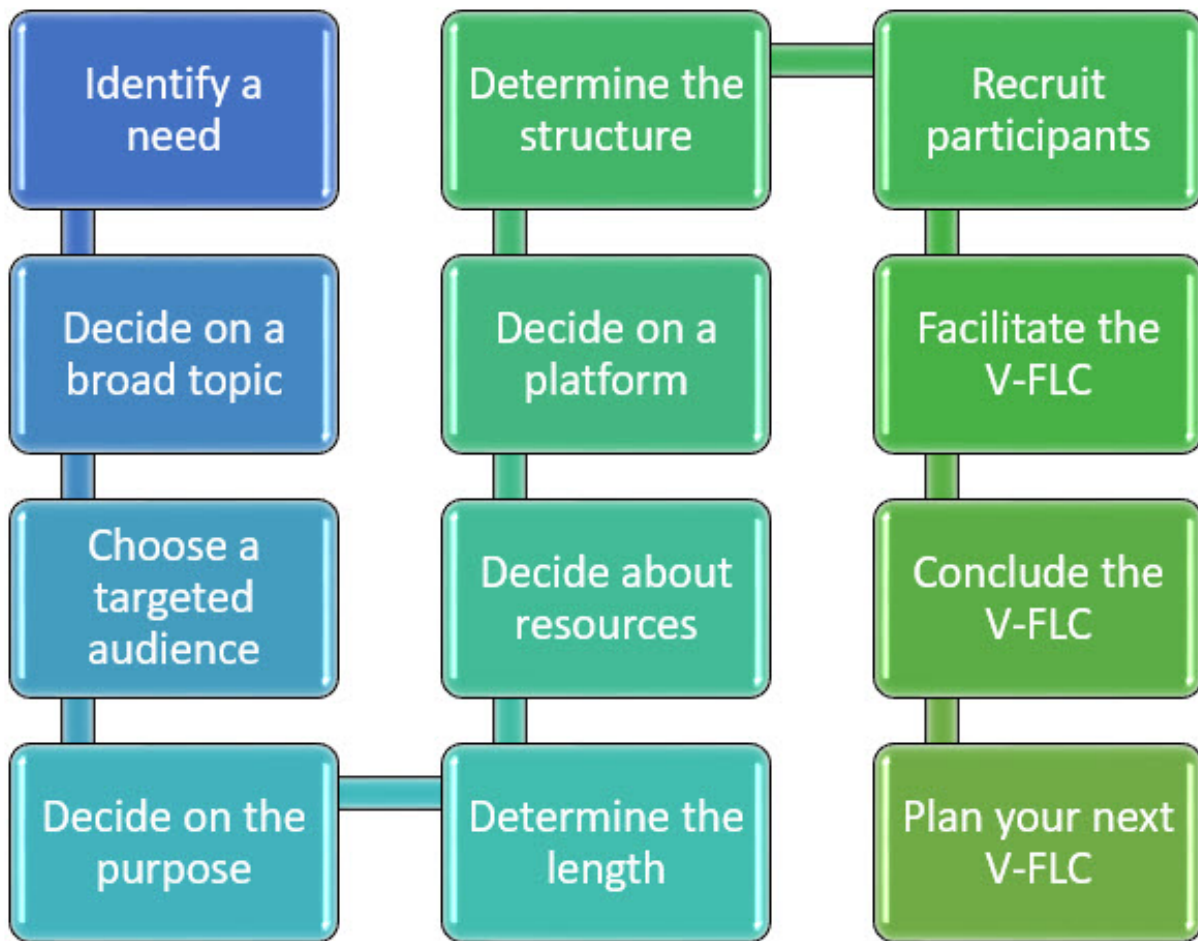 Identify a
need
Decide on a
broad topic
Choose a
targeted
audience
Decide on the
purpose
Determine the
length
Decide about
resources
Decide on a
platform
Determine the
structure
Recruit
participants
Facilitate the
V-FLC
Conclude the
V-FLC
Plan your next
V-FLC